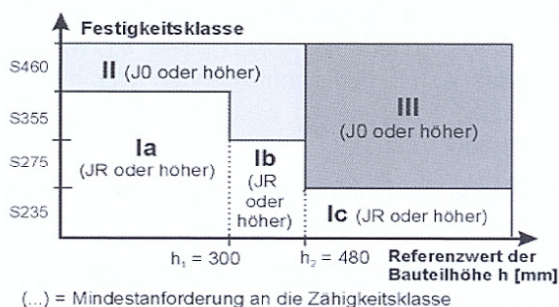 Festigkeitsklasse
S460
II (J0 oder höher)
S355
III
(J0 oder höher)
Ia
(JR oder höher)
Ib
(JR
oder
höher)
S275
S235
Ic (JR oder höher)
h₁ = 300
h₂ = 480
Referenzwert der
Bauteilhöhe h [mm]
(...) = Mindestanforderung an die Zähigkeitsklasse